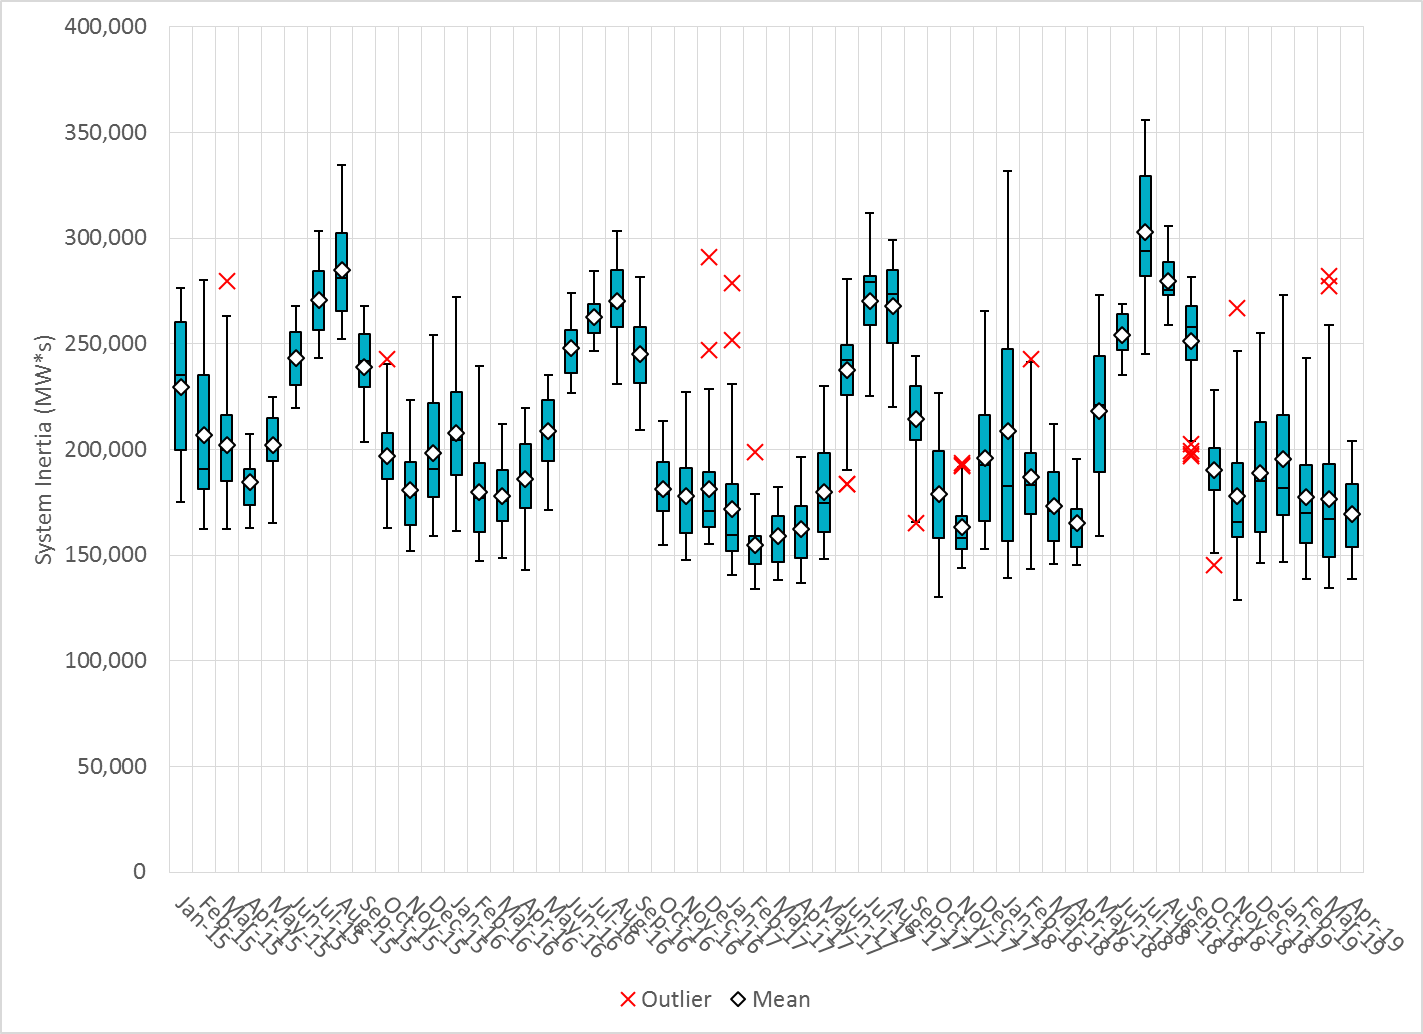 400,000
350,000
300,000
250,000
200,000
150,000
100,000
50,000
0
System Inertia (MW*s)
Jan-15
Feb-15
Mar-15
Apr-15
May-15
Jun-15
Jul-15
Aug-15
Sep-15
Oct-15
Nov-15
Dec-15
Jan-16
Feb-16
Mar-16
Apr-16
May-16
Jun-16
Jul-16
Aug-16
Sep-16
Oct-16
Nov-16
Dec-16
Jan-17
Feb-17
Mar-17
Apr-17
May-17
Jun-17
Jul-17
Aug-17
Sep-17
Oct-17
Nov-17
Dec-17
Jan-18
Feb-18
Mar-18
Apr-18
May-18
Jun-18
Jul-18
Aug-18
Sep-18
Oct-18
Nov-18
Dec-18
Jan-19
Feb-19
Mar-19
Apr-19
Outlier
Mean